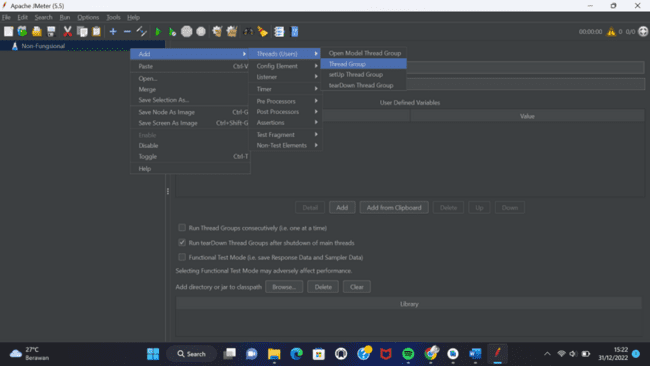 Apache JMeter (5.5)
File Edit Search Run Options Tools Help
00:00:00 0 0/0
Non-Fungsional
Add
Paste Ctrl-V
Open...
Merge
Save Selection As...
Save Node As Image Ctrl-G
Save Screen As Image Ctrl+Shift-G
Enable
Disable
Toggle Ctrl-T
Help
Threads (Users)
Config Element
Listener
Timer
Pre Processors
Post Processors
Assertions
Test Fragment
Non-Test Elements
Open Model Thread Group
Thread Group
setUp Thread Group
tearDown Thread Group
User Defined Variables
Value
Detail Add Add from Clipboard Delete Up Down
Run Thread Groups consecutively (i.e. one at a time)
Run tearDown Thread Groups after shutdown of main threads
Functional Test Mode (i.e. save Response Data and Sampler Data)
Selecting Functional Test Mode may adversely affect performance.
Add directory or jar to classpath Browse... Delete Clear
Library
27°C
Berawan
Search
15:22
31/12/2022